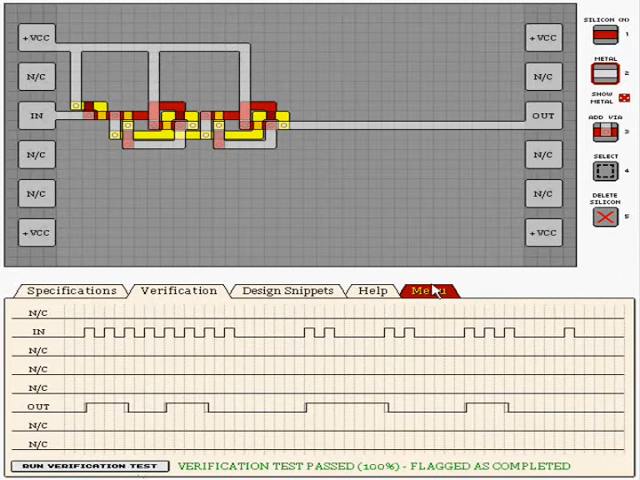 +VCC
N/C
IN
N/C
N/C
+VCC
+VCC
N/C
OUT
N/C
N/C
+VCC
SILICON (N)
1
METAL
2
SHOW METAL
ADD VIA
3
SELECT
4
DELETE SILICON
5
Specifications
Verification
Design Snippets
Help
Menu
N/C
IN
N/C
N/C
N/C
OUT
N/C
N/C
RUN VERIFICATION TEST
VERIFICATION TEST PASSED (100%) - FLAGGED AS COMPLETED